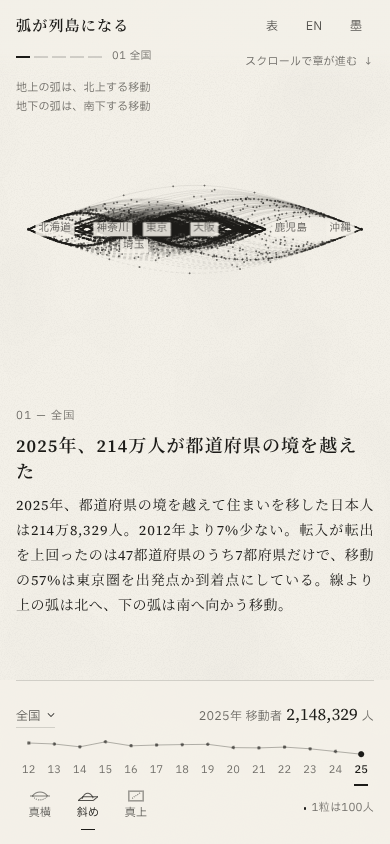 弧が列島になる
表 EN 墨
01 全国
スクロールで章が進む ↓
地上の弧は、北上する移動
地下の弧は、南下する移動
北海道 神奈川 東京 大阪 鹿児島 沖縄
埼玉
01 — 全国
2025年、214万人が都道府県の境を越え
た
2025年、都道府県の境を越えて住まいを移した日本人
は214万8,329人。2012年より7%少ない。転入が転出
を上回ったのは47都道府県のうち7都府県だけで、移動
の57%は東京圏を出発点か到着点にしている。線より
上の弧は北へ、下の弧は南へ向かう移動。
全国
2025年 移動者 2,148,329 人
12 13 14 15 16 17 18 19 20 21 22 23 24 25
真横 斜め 真上
1粒は100人